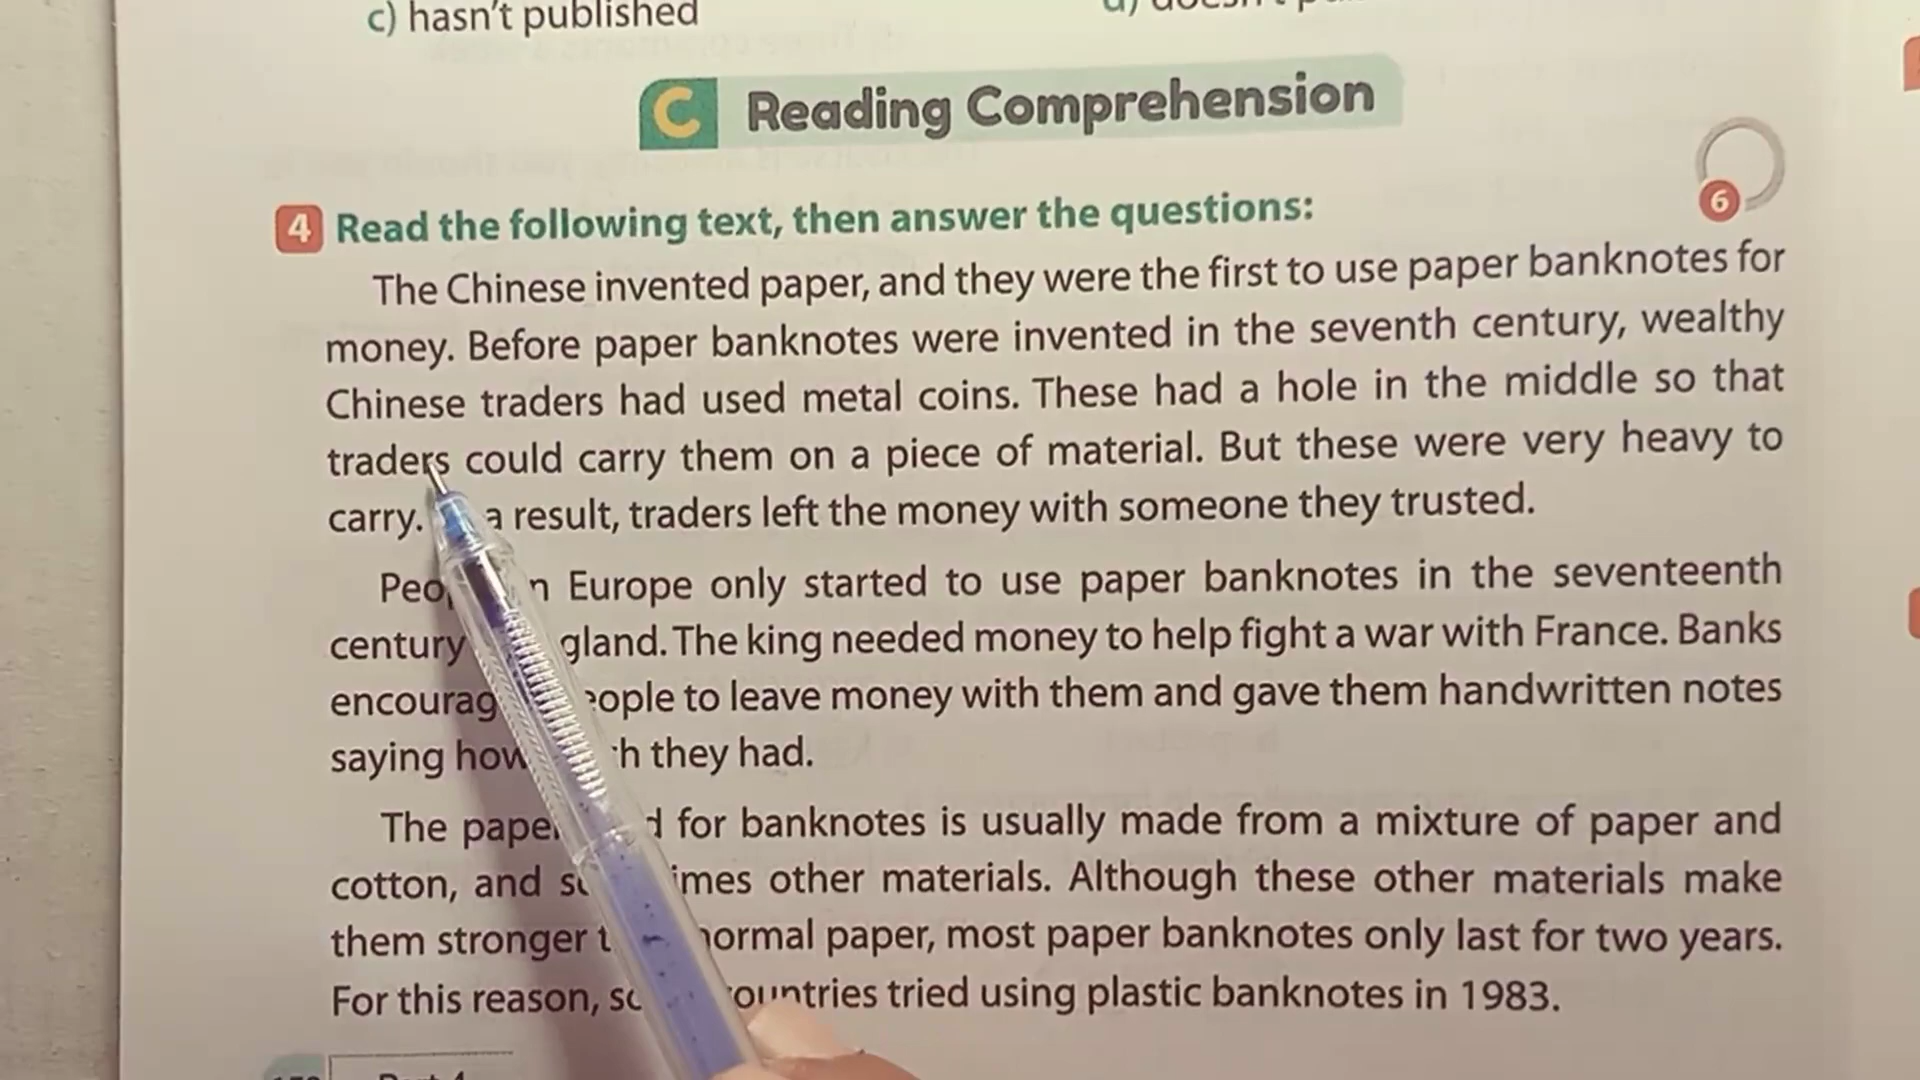 c) hasn't published
d) doesn't
C Reading Comprehension
6
4 Read the following text, then answer the questions:
The Chinese invented paper, and they were the first to use paper banknotes for
money. Before paper banknotes were invented in the seventh century, wealthy
Chinese traders had used metal coins. These had a hole in the middle so that
traders could carry them on a piece of material. But these were very heavy to
carry. a result, traders left the money with someone they trusted.
in Europe only started to use paper banknotes in the seventeenth
century The king needed money to help fight a war with France. Banks
people to leave money with them and gave them handwritten notes
saying how they had.
The for banknotes is usually made from a mixture of paper and
cotton, and other materials. Although these other materials make
them stronger normal paper, most paper banknotes only last for two years.
For this reason, countries tried using plastic banknotes in 1983.
Part 4